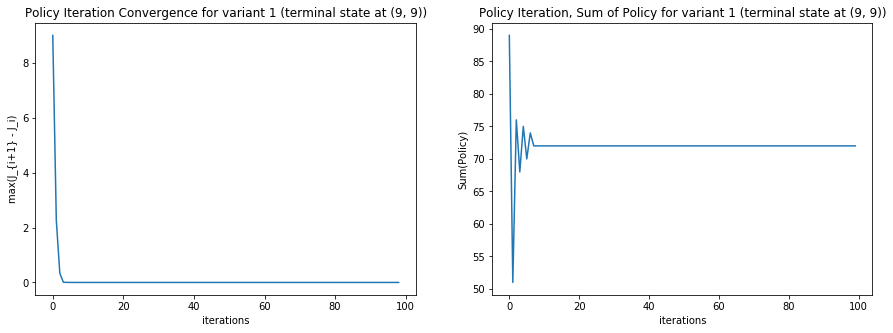 Policy Iteration Convergence for variant 1 (terminal state at (9, 9))
max(J_{i+1} - J_i)
8
6
4
2
0
0 20 40 60 80 100
iterations
Policy Iteration, Sum of Policy for variant 1 (terminal state at (9, 9))
Sum(Policy)
90
85
80
75
70
65
60
55
50
0 20 40 60 80 100
iterations